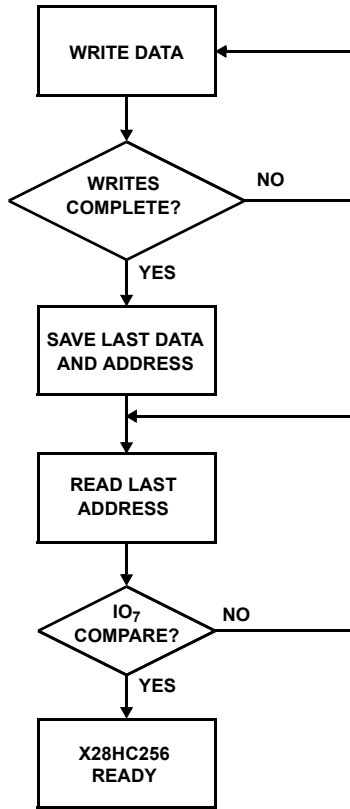 WRITE DATA
WRITES
COMPLETE?
NO
YES
SAVE LAST DATA
AND ADDRESS
READ LAST
ADDRESS
IO₇
COMPARE?
NO
YES
X28HC256
READY